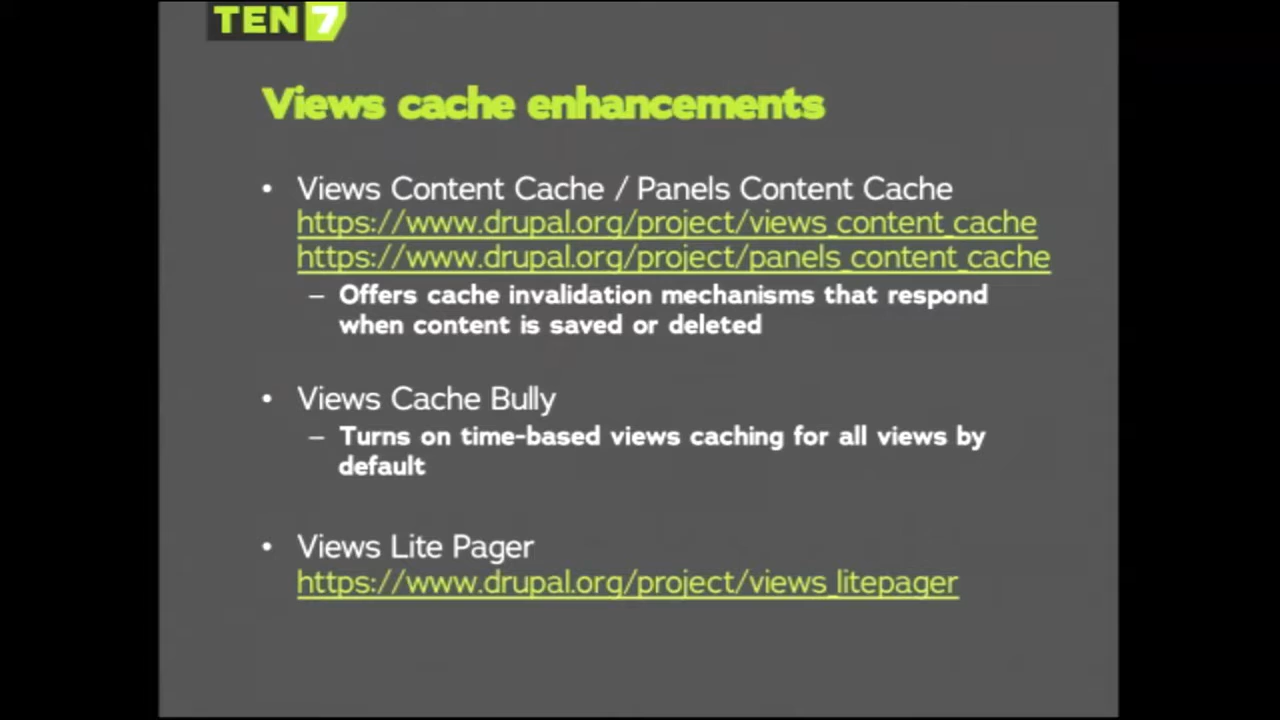 TEN7
Views cache enhancements
• Views Content Cache / Panels Content Cache
https://www.drupal.org/project/views_content_cache
https://www.drupal.org/project/panels_content_cache
– Offers cache invalidation mechanisms that respond
when content is saved or deleted
• Views Cache Bully
– Turns on time-based views caching for all views by
default
• Views Lite Pager
https://www.drupal.org/project/views_litepager